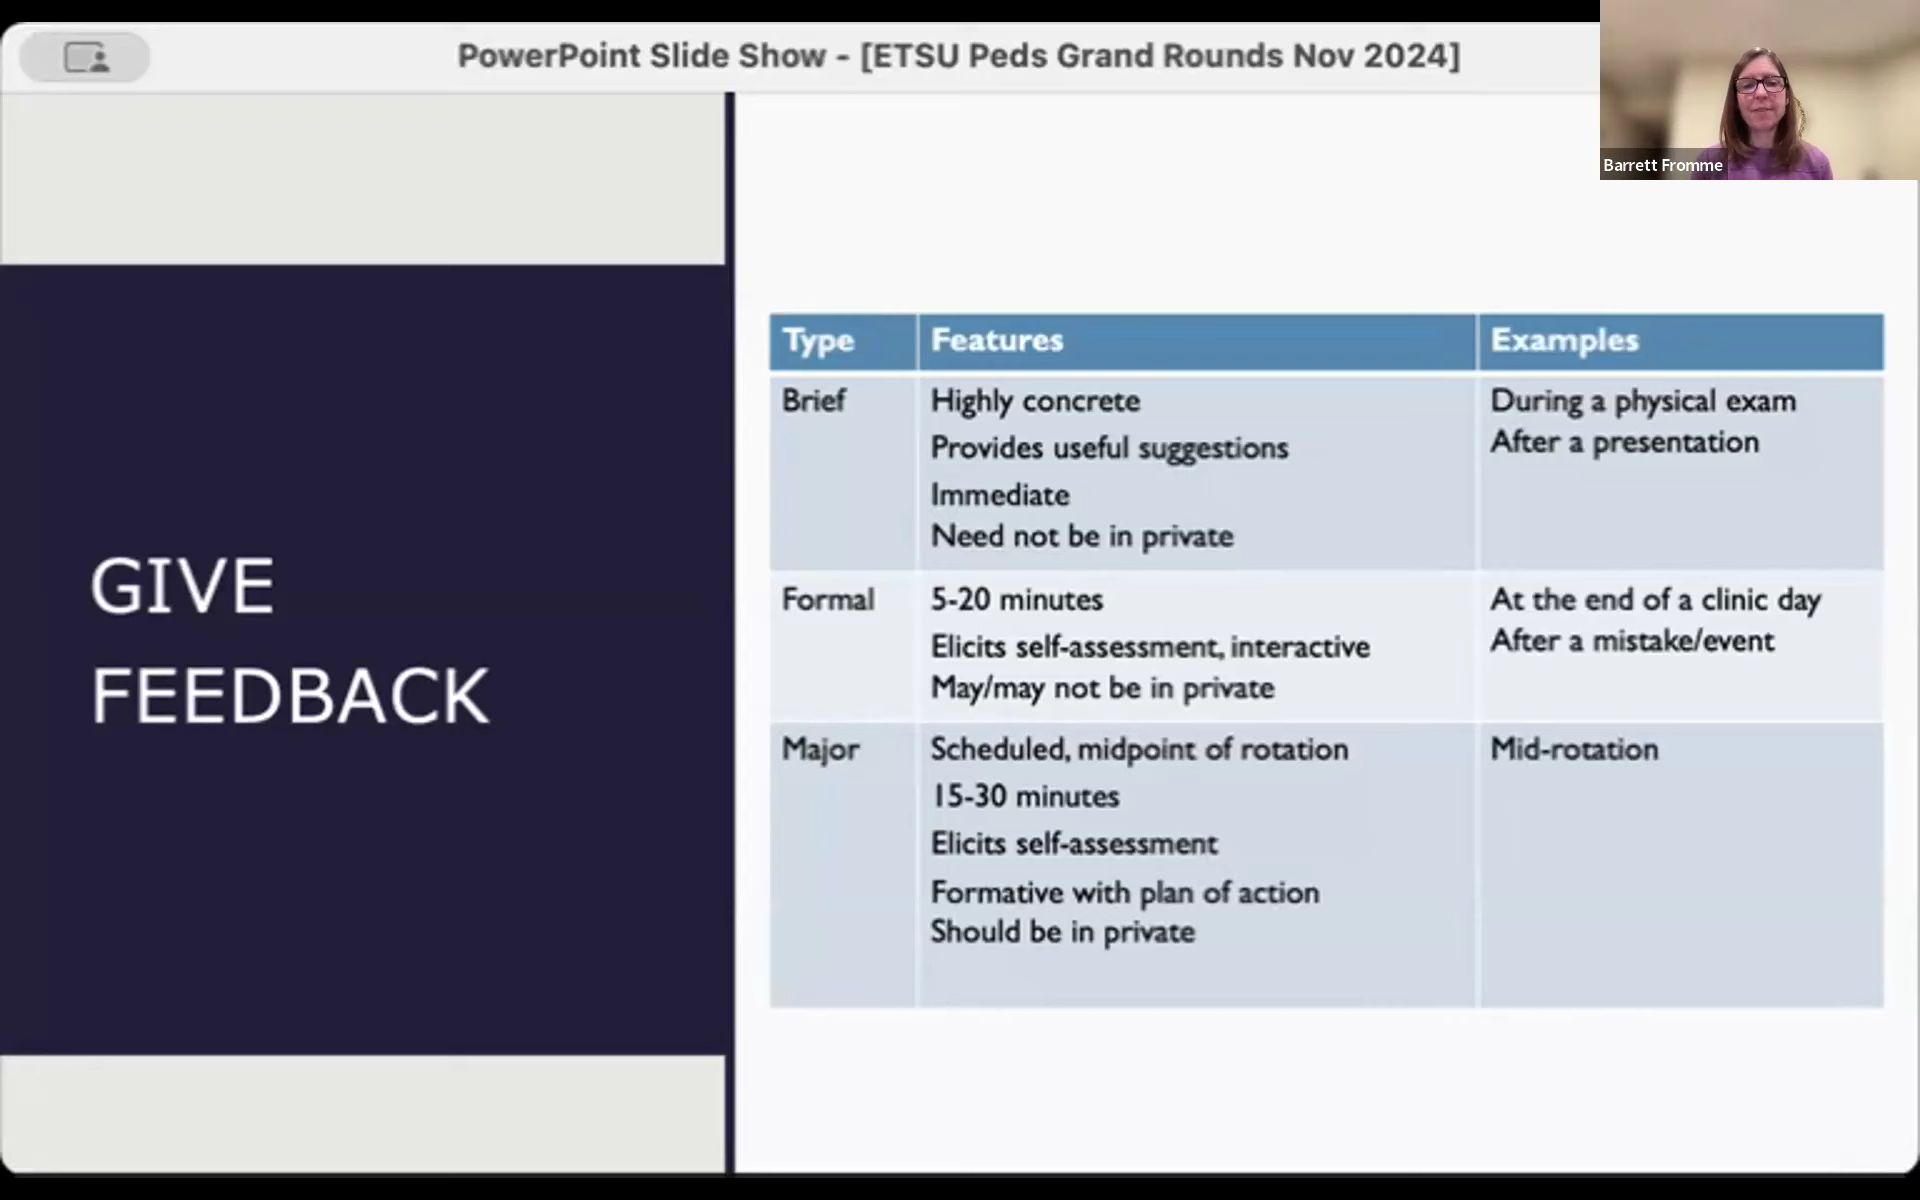 PowerPoint Slide Show - [ETSU Peds Grand Rounds Nov 2024]
Barrett Fromme
GIVE
FEEDBACK
Type Features Examples
Brief Highly concrete During a physical exam
Provides useful suggestions After a presentation
Immediate
Need not be in private
Formal 5-20 minutes At the end of a clinic day
Elicits self-assessment, interactive After a mistake/event
May/may not be in private
Major Scheduled, midpoint of rotation Mid-rotation
15-30 minutes
Elicits self-assessment
Formative with plan of action
Should be in private